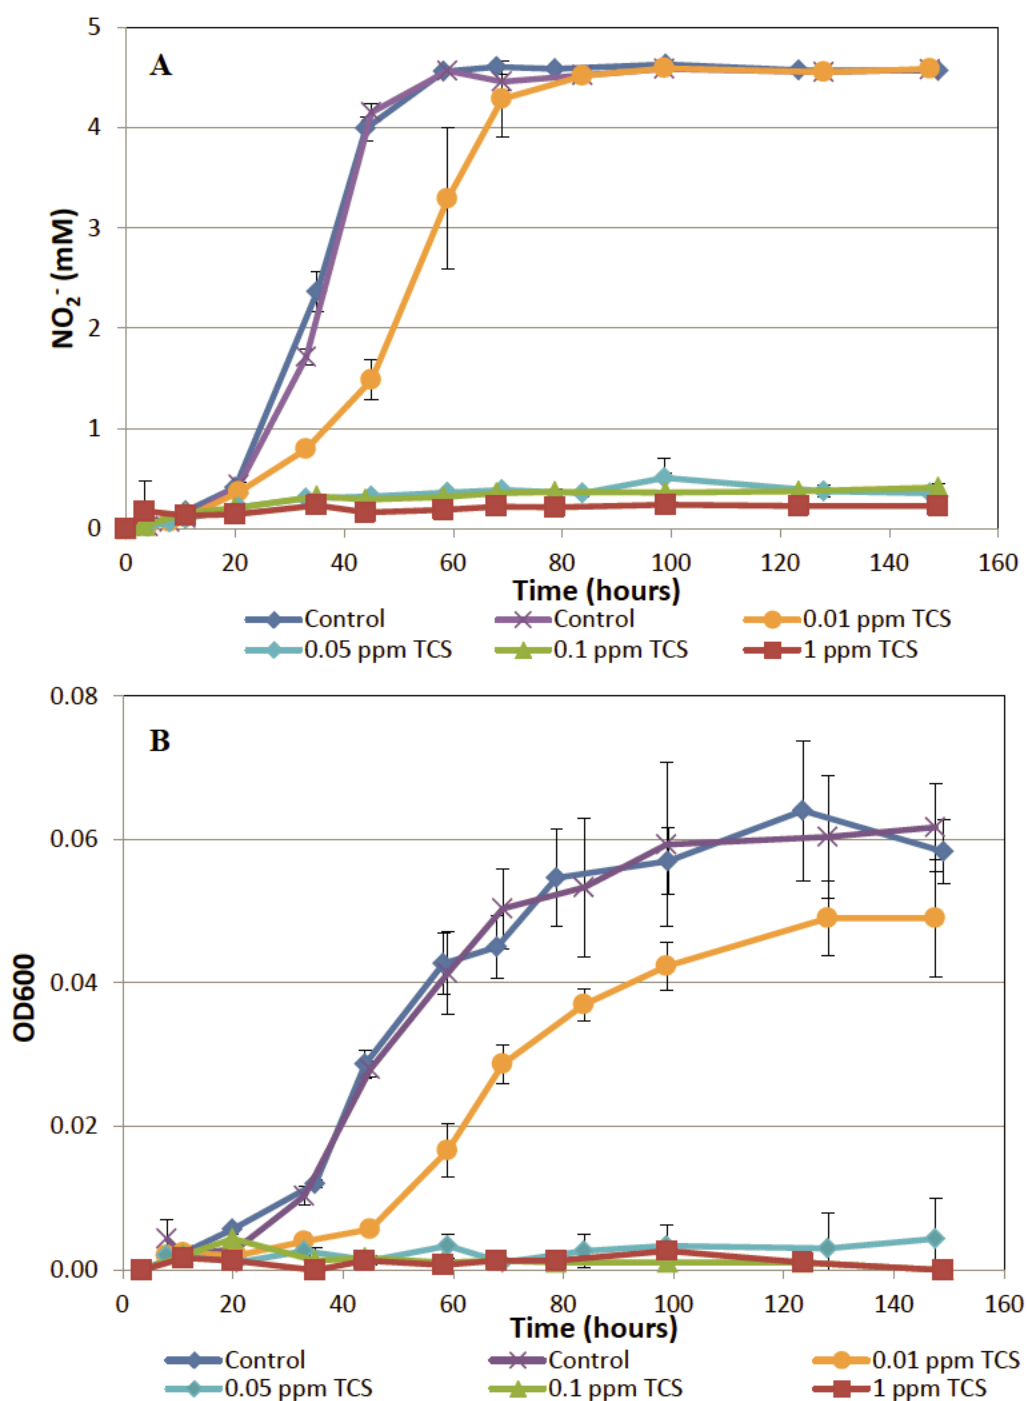 A
5
4
3
2
1
0
NO2- (mM)
0 20 40 60 80 100 120 140 160
Time (hours)
Control Control 0.01 ppm TCS
0.05 ppm TCS 0.1 ppm TCS 1 ppm TCS
B
0.08
0.06
0.04
0.02
0.00
OD600
0 20 40 60 80 100 120 140 160
Time (hours)
Control Control 0.01 ppm TCS
0.05 ppm TCS 0.1 ppm TCS 1 ppm TCS